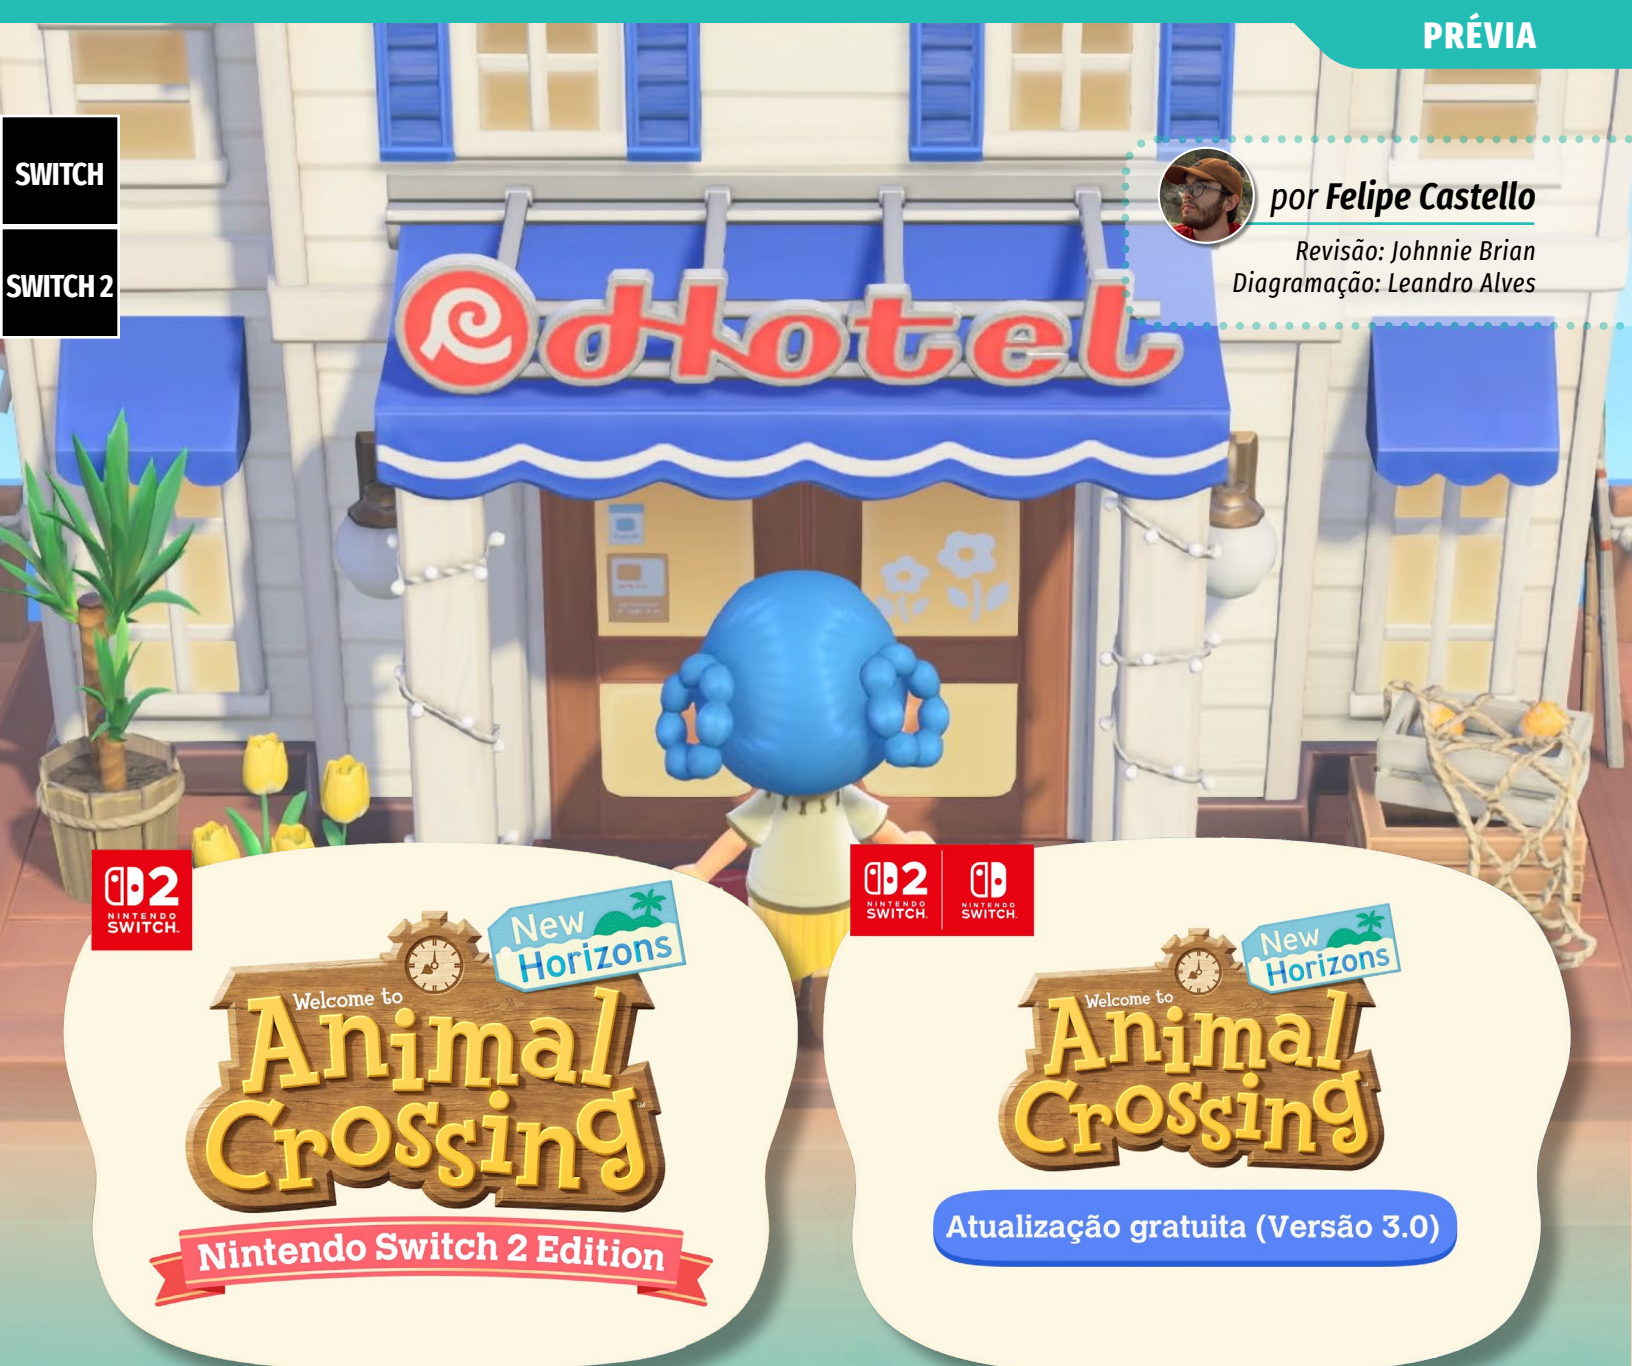 PRÉVIA
SWITCH
SWITCH 2
por Felipe Castello
Revisão: Johnnie Brian
Diagramação: Leandro Alves
Hotel
2
NINTENDO
SWITCH.
New
Horizons
Welcome to
Animal
Crossing
™
Nintendo Switch 2 Edition
2
NINTENDO
SWITCH.
NINTENDO
SWITCH.
New
Horizons
Welcome to
Animal
Crossing
Atualização gratuita (Versão 3.0)